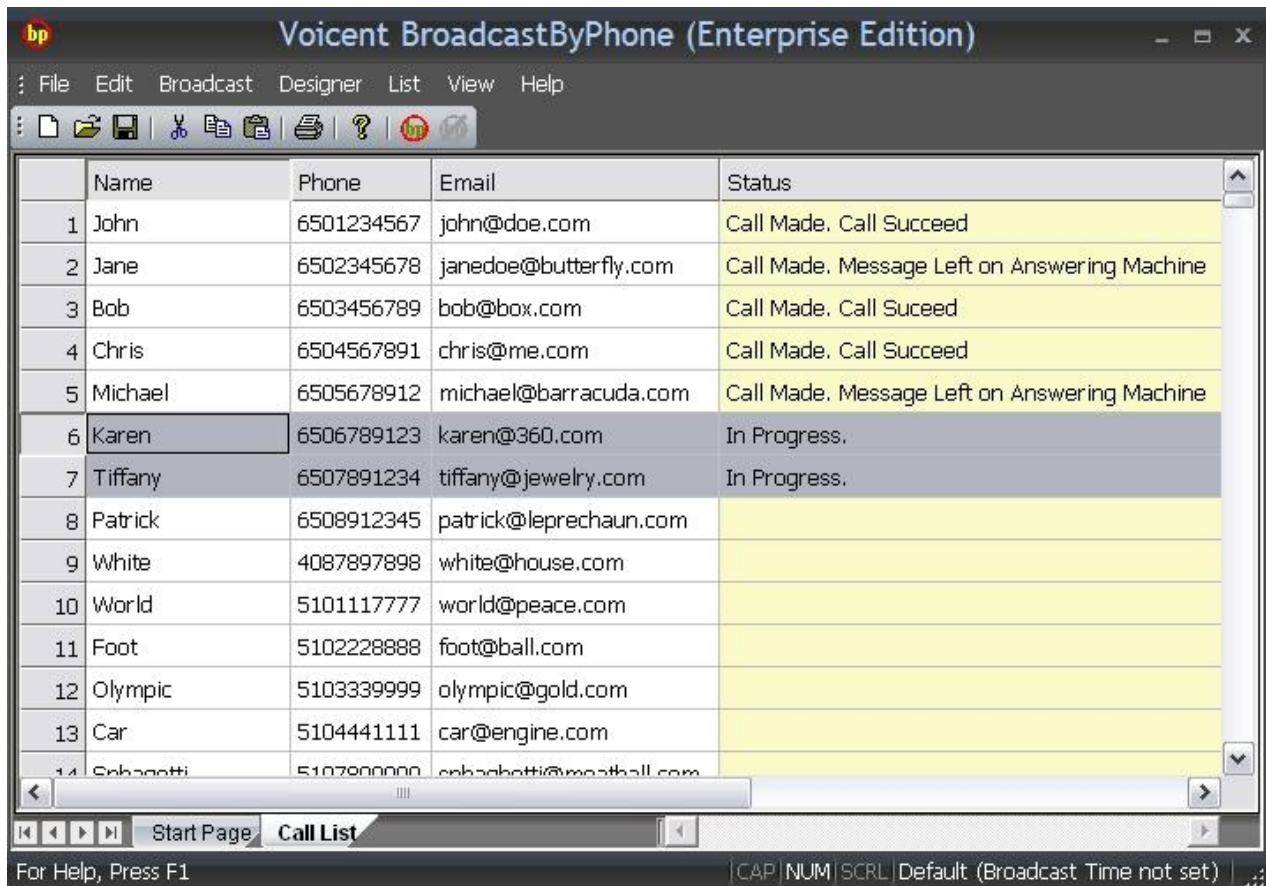 bp Voicent BroadcastByPhone (Enterprise Edition)
File Edit Broadcast Designer List View Help
bp
Name Phone Email Status
1 John 6501234567 john@doe.com Call Made. Call Succeed
2 Jane 6502345678 janedoe@butterfly.com Call Made. Message Left on Answering Machine
3 Bob 6503456789 bob@box.com Call Made. Call Suceed
4 Chris 6504567891 chris@me.com Call Made. Call Succeed
5 Michael 6505678912 michael@barracuda.com Call Made. Message Left on Answering Machine
6 Karen 6506789123 karen@360.com In Progress.
7 Tiffany 6507891234 tiffany@jewelry.com In Progress.
8 Patrick 6508912345 patrick@leprechaun.com
9 White 4087897898 white@house.com
10 World 5101117777 world@peace.com
11 Foot 5102228888 foot@ball.com
12 Olympic 5103339999 olympic@gold.com
13 Car 5104441111 car@engine.com
14
Start Page Call List
For Help, Press F1 CAP NUM SCRL Default (Broadcast Time not set)